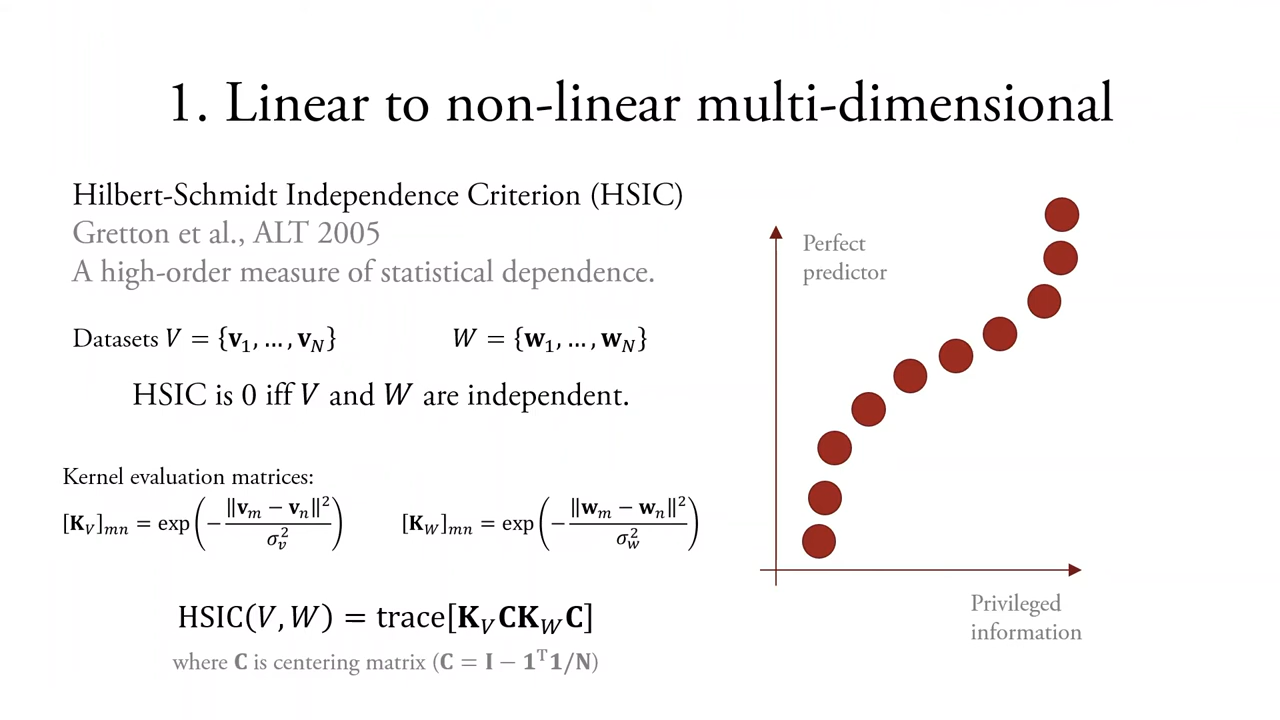 1. Linear to non-linear multi-dimensional
Hilbert-Schmidt Independence Criterion (HSIC)
Gretton et al., ALT 2005
A high-order measure of statistical dependence.
Datasets V = {v₁, …, v_N} W = {w₁, …, w_N}
HSIC is 0 iff V and W are independent.
Kernel evaluation matrices:
[K_V]_mn = exp(−‖v_m − v_n‖²/σ_v²) [K_W]_mn = exp(−‖w_m − w_n‖²/σ_w²)
HSIC(V, W) = trace[K_V CK_W C]
where C is centering matrix (C = I − 1ᵀ1/N)
Perfect
predictor
Privileged
information